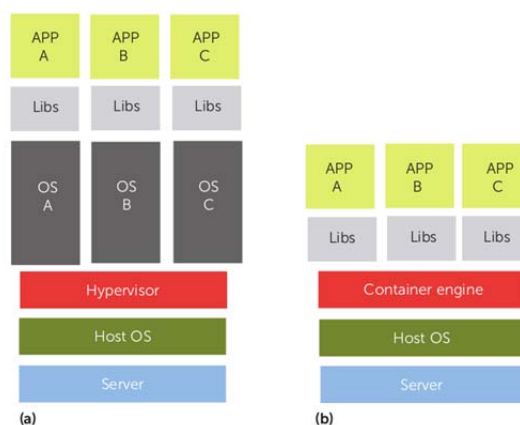 APP
A
APP
B
APP
C
Libs
Libs
Libs
OS
A
OS
B
OS
C
Hypervisor
Host OS
Server
(a)
APP
A
APP
B
APP
C
Libs
Libs
Libs
Container engine
Host OS
Server
(b)